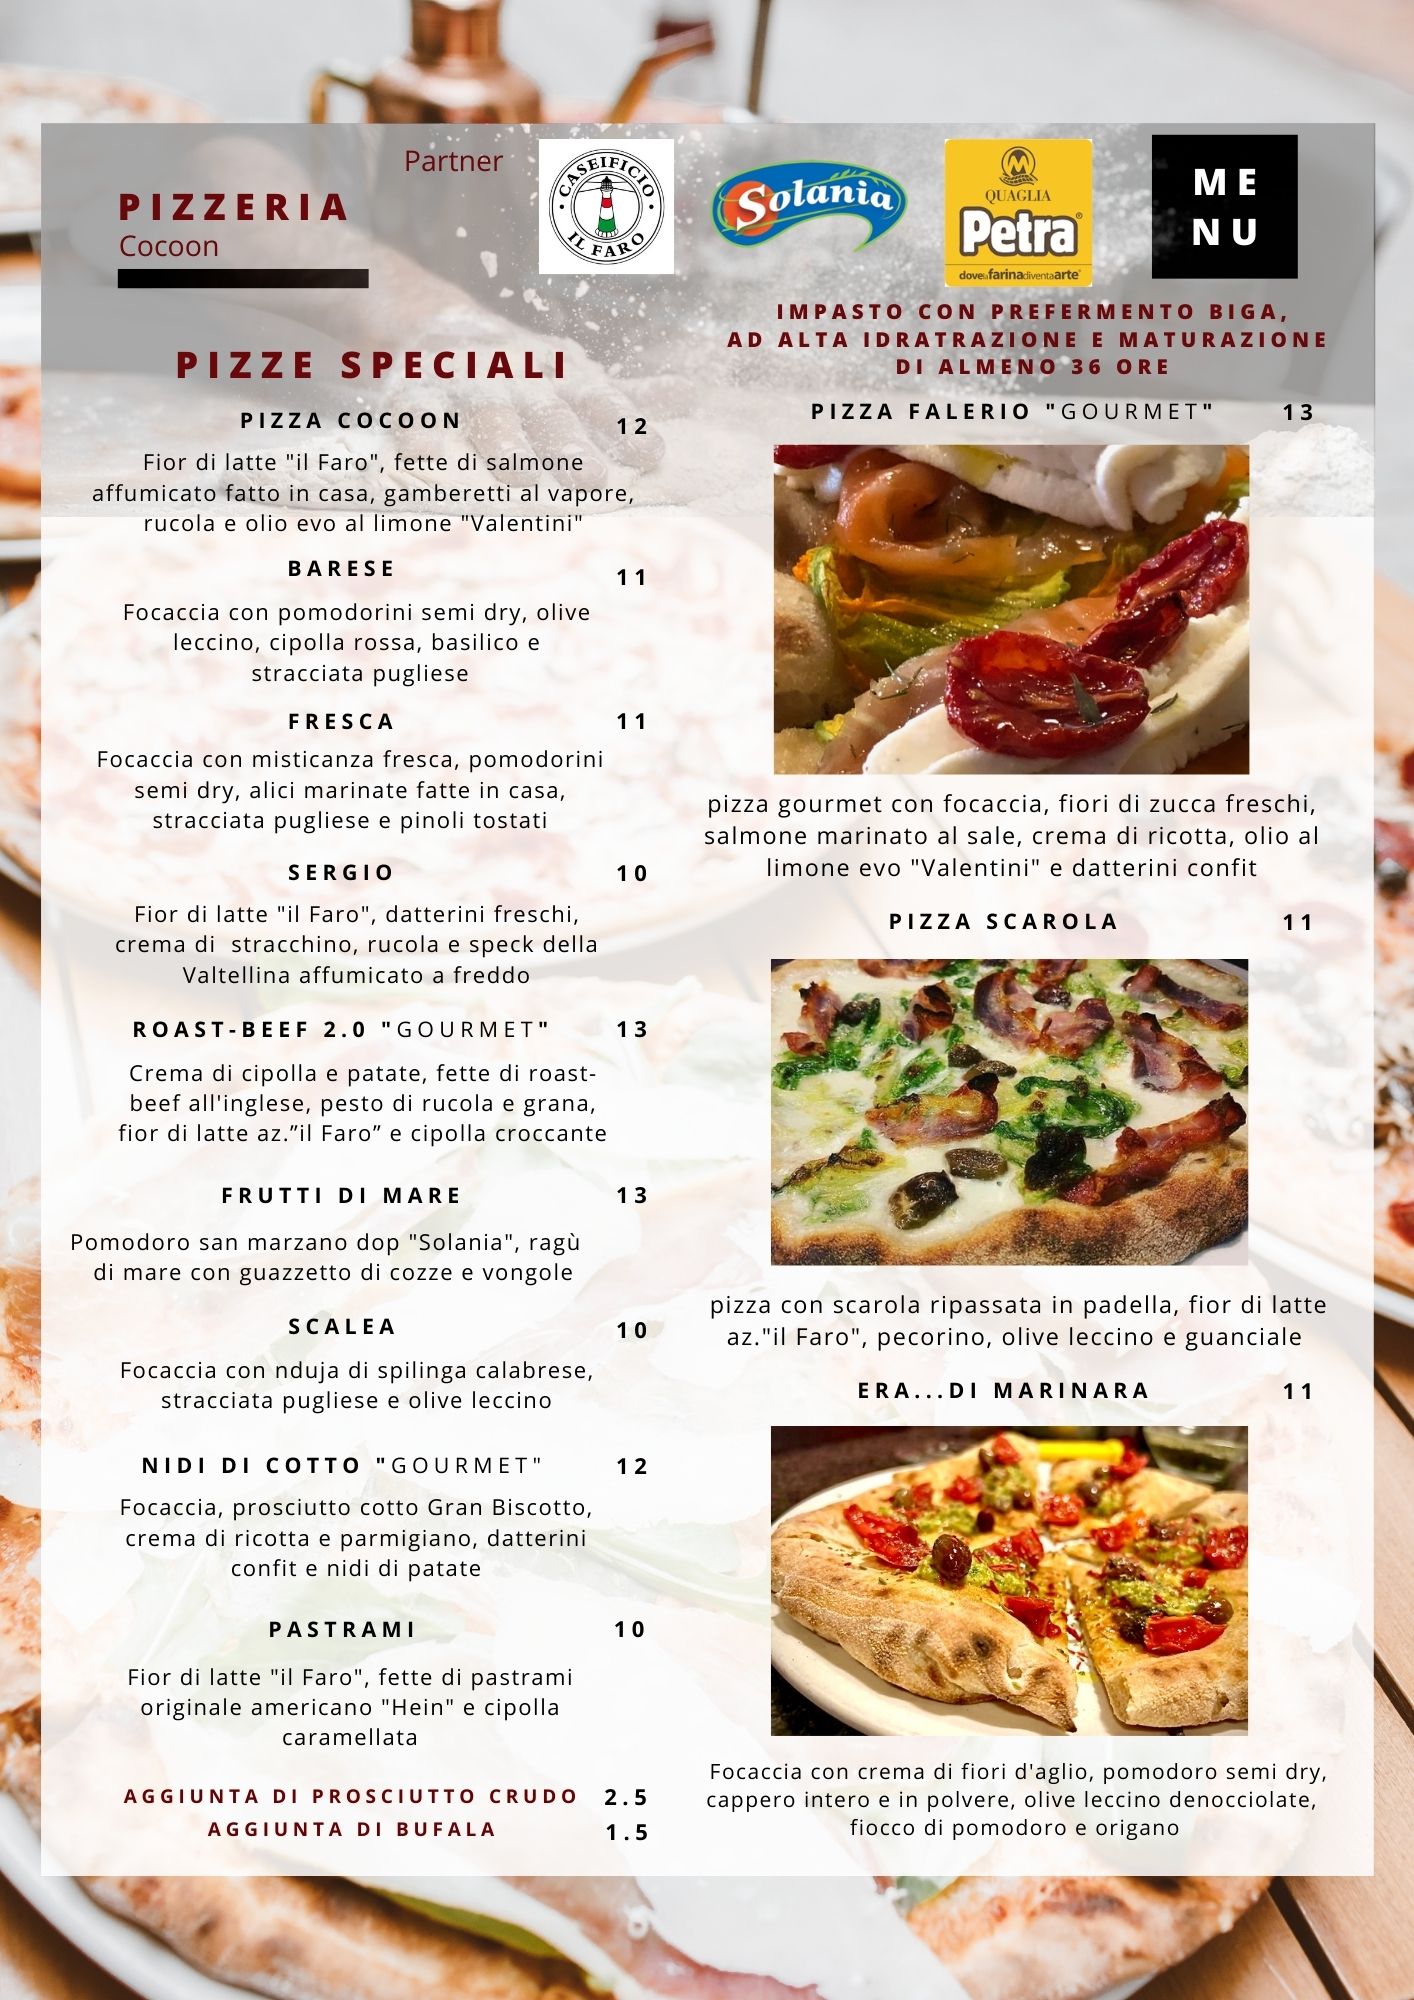 Partner
PIZZERIA
Cocoon
CASEIFICIO
IL FARO
Solania
QUAGLIA
Petra®
dovelafarinadiventaarte®
ME
NU
PIZZE SPECIALI
PIZZA COCOON 12
Fior di latte "il Faro", fette di salmone
affumicato fatto in casa, gamberetti al vapore,
rucola e olio evo al limone "Valentini"
BARESE 11
Focaccia con pomodorini semi dry, olive
leccino, cipolla rossa, basilico e
stracciata pugliese
FRESCA 11
Focaccia con misticanza fresca, pomodorini
semi dry, alici marinate fatte in casa,
stracciata pugliese e pinoli tostati
SERGIO 10
Fior di latte "il Faro", datterini freschi,
crema di  stracchino, rucola e speck della
Valtellina affumicato a freddo
ROAST-BEEF 2.0 "GOURMET" 13
Crema di cipolla e patate, fette di roast-
beef all'inglese, pesto di rucola e grana,
fior di latte az.”il Faro” e cipolla croccante
FRUTTI DI MARE 13
Pomodoro san marzano dop "Solania", ragù
di mare con guazzetto di cozze e vongole
SCALEA 10
Focaccia con nduja di spilinga calabrese,
stracciata pugliese e olive leccino
NIDI DI COTTO "GOURMET" 12
Focaccia, prosciutto cotto Gran Biscotto,
crema di ricotta e parmigiano, datterini
confit e nidi di patate
PASTRAMI 10
Fior di latte "il Faro", fette di pastrami
originale americano "Hein" e cipolla
caramellata
AGGIUNTA DI PROSCIUTTO CRUDO 2.5
AGGIUNTA DI BUFALA 1.5
IMPASTO CON PREFERMENTO BIGA,
AD ALTA IDRATRAZIONE E MATURAZIONE
DI ALMENO 36 ORE
PIZZA FALERIO "GOURMET" 13
pizza gourmet con focaccia, fiori di zucca freschi,
salmone marinato al sale, crema di ricotta, olio al
limone evo "Valentini" e datterini confit
PIZZA SCAROLA 11
pizza con scarola ripassata in padella, fior di latte
az."il Faro", pecorino, olive leccino e guanciale
ERA...DI MARINARA 11
Focaccia con crema di fiori d'aglio, pomodoro semi dry,
cappero intero e in polvere, olive leccino denocciolate,
fiocco di pomodoro e origano